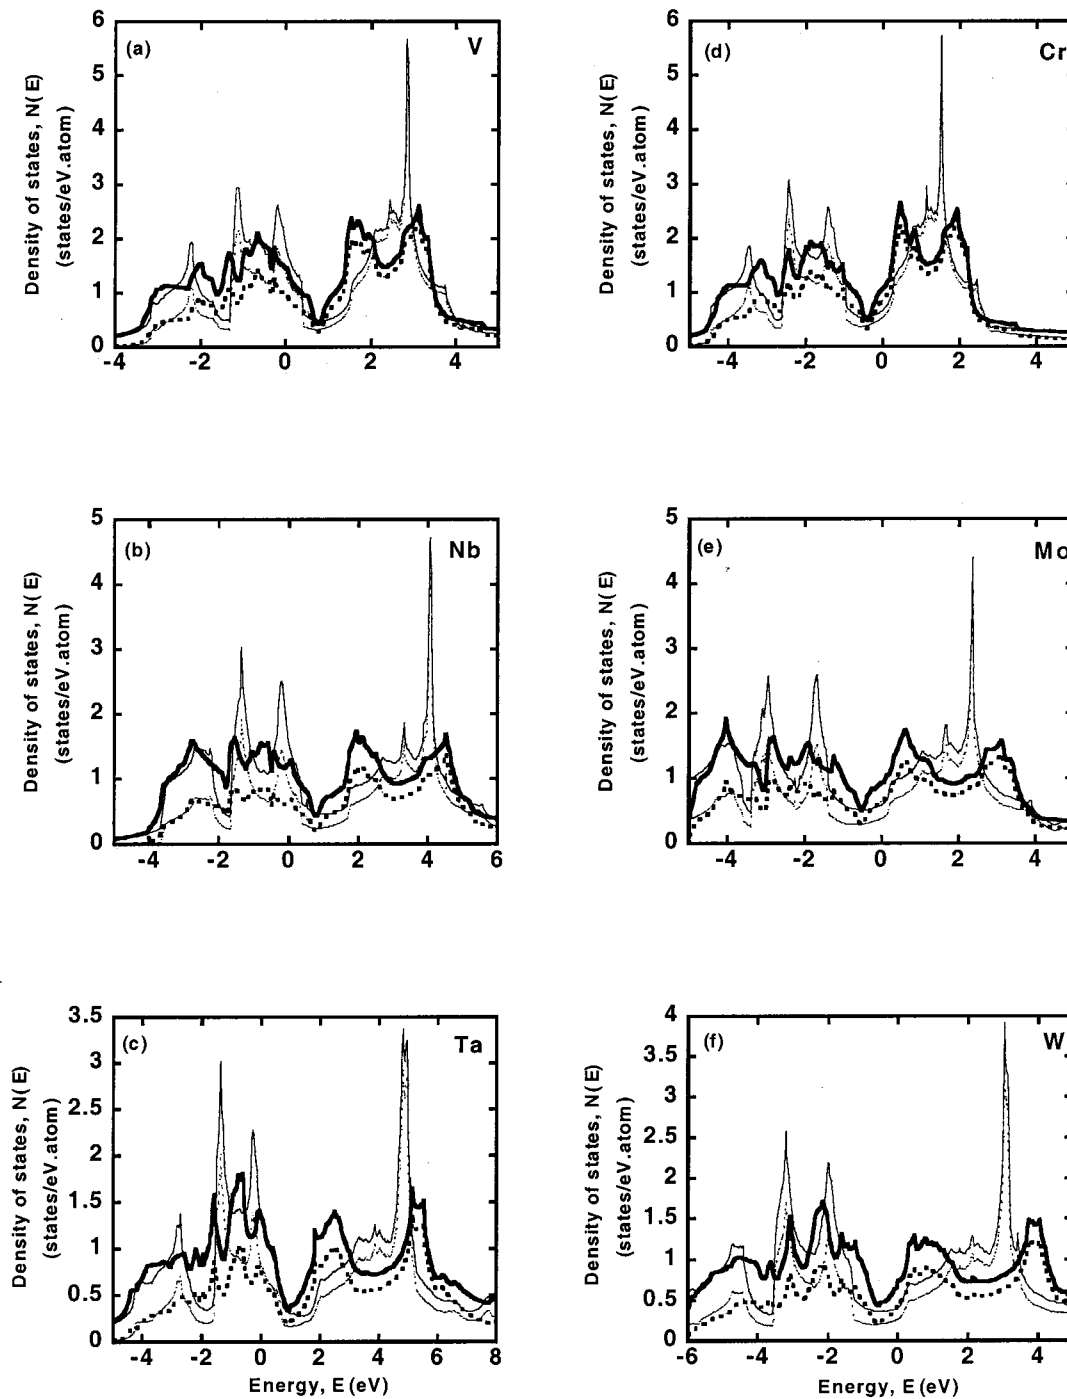 6
(a)
V
5
4
3
2
1
0
-4
-2
0
2
4
Density of states, N(E)
(states/eV.atom)
6
(d)
Cr
5
4
3
2
1
0
-4
-2
0
2
4
Density of states, N(E)
(states/eV.atom)
5
(b)
Nb
4
3
2
1
0
-4
-2
0
2
4
6
Density of states, N(E)
(states/eV.atom)
5
(e)
Mo
4
3
2
1
0
-4
-2
0
2
4
Density of states, N(E)
(states/eV.atom)
3.5
(c)
Ta
3
2.5
2
1.5
1
0.5
0
-4
-2
0
2
4
6
8
Density of states, N(E)
(states/eV.atom)
Energy, E(eV)
4
(f)
W
3.5
3
2.5
2
1.5
1
0.5
0
-6
-4
-2
0
2
4
Density of states, N(E)
(states/eV.atom)
Energy, E(eV)